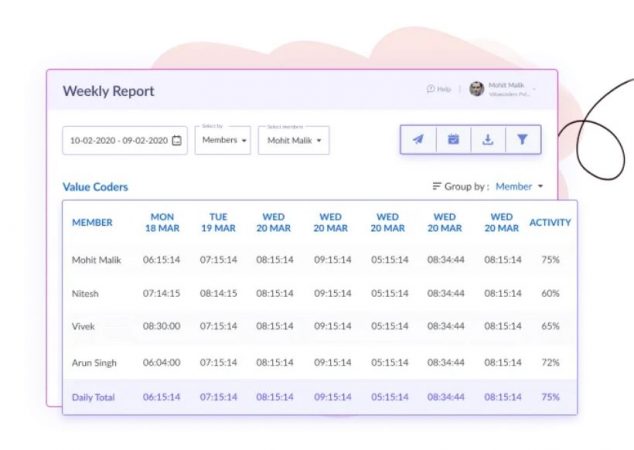 Weekly Report
Help
Mohit Malik
10-02-2020 - 09-02-2020
Select by
Members
Select members
Mohit Malik
Value Coders
Group by : Member
MEMBER MON 18 MAR TUE 19 MAR WED 20 MAR WED 20 MAR WED 20 MAR WED 20 MAR WED 20 MAR ACTIVITY
Mohit Malik 06:15:14 07:15:14 08:15:14 09:15:14 05:15:14 08:34:44 08:15:14 75%
Nitesh 07:14:15 08:14:15 08:15:14 09:15:14 05:15:14 08:34:44 08:15:14 60%
Vivek 08:30:00 07:15:14 08:15:14 09:15:14 05:15:14 08:34:44 08:15:14 65%
Arun Singh 06:04:00 07:15:14 08:15:14 09:15:14 05:15:14 08:34:44 08:15:14 72%
Daily Total 06:15:14 07:15:14 08:15:14 09:15:14 05:15:14 08:34:44 08:15:14 75%